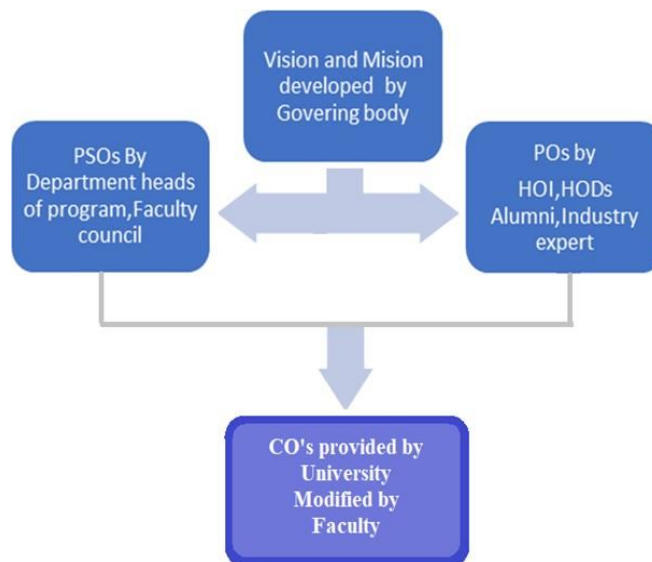 Vision and Mision
developed by
Govering body
PSOs By
Department heads
of program,Faculty
council
POs by
HOI,HODs
Alumni,Industry
expert
CO's provided by
University
Modified by
Faculty